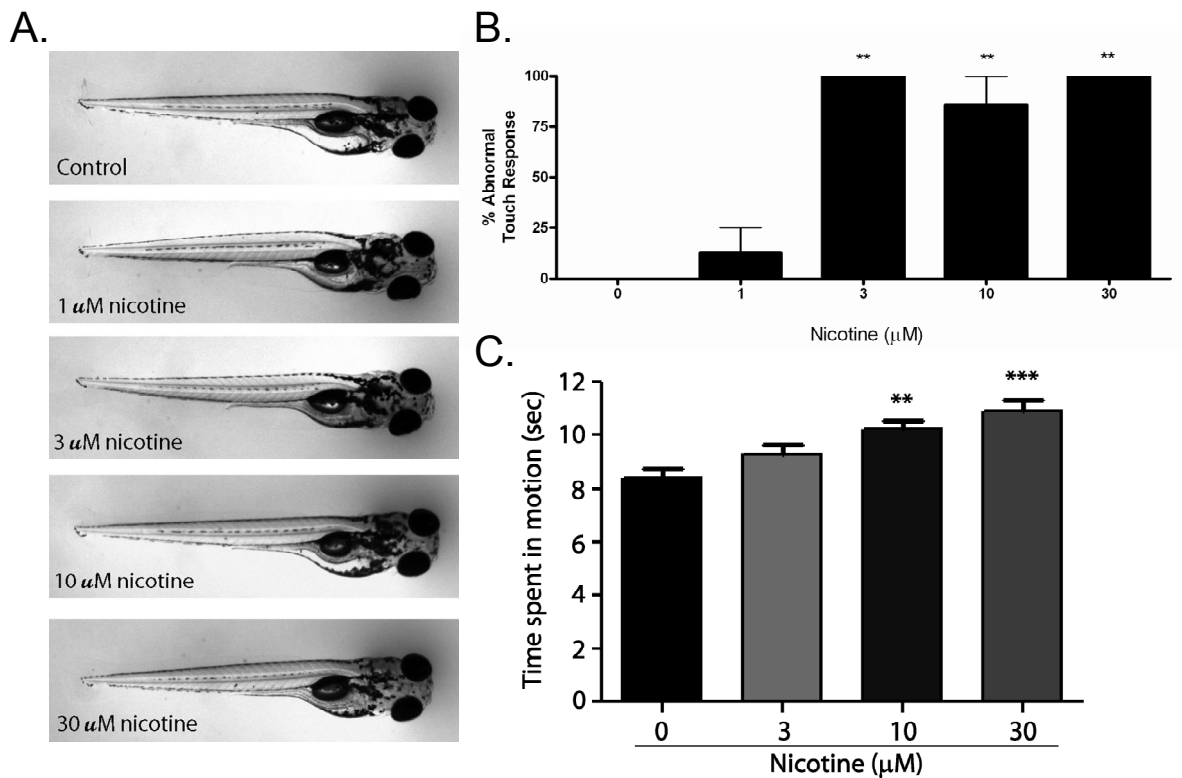 A.
Control
1 uM nicotine
3 uM nicotine
10 uM nicotine
30 uM nicotine
B.
** ** **
% Abnormal
Touch Response
100
75
50
25
0
0 1 3 10 30
Nicotine (μM)
C.
Time spent in motion (sec)
12
10
8
6
4
2
0
** ***
0 3 10 30
Nicotine (μM)